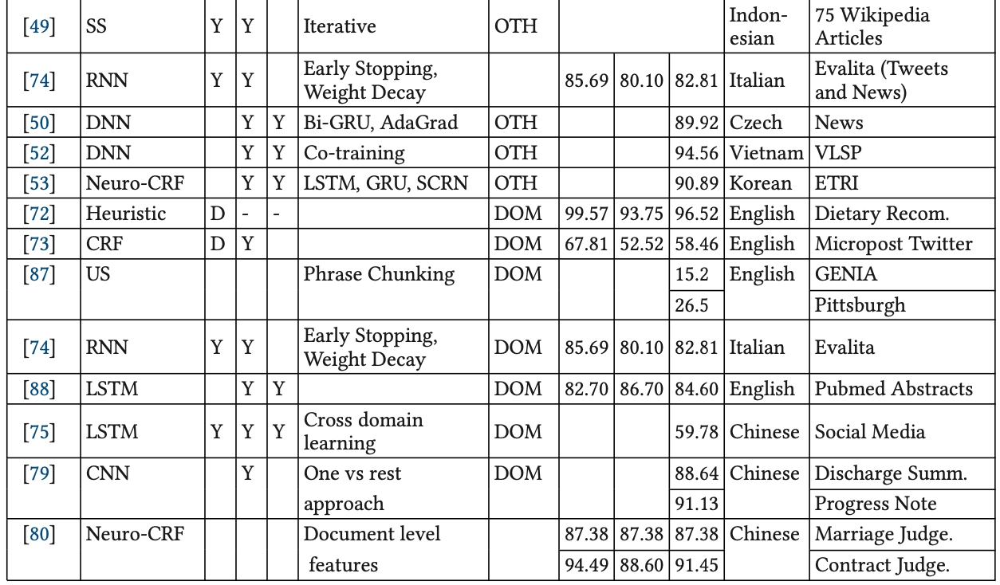 [49] SS Y Y Iterative OTH Indon-
esian 75 Wikipedia
Articles
[74] RNN Y Y Early Stopping,
Weight Decay 85.69 80.10 82.81 Italian Evalita (Tweets
and News)
[50] DNN Y Y Bi-GRU, AdaGrad OTH 89.92 Czech News
[52] DNN Y Y Co-training OTH 94.56 Vietnam VLSP
[53] Neuro-CRF Y Y LSTM, GRU, SCRN OTH 90.89 Korean ETRI
[72] Heuristic D - - DOM 99.57 93.75 96.52 English Dietary Recom.
[73] CRF D Y DOM 67.81 52.52 58.46 English Micropost Twitter
[87] US Phrase Chunking DOM 15.2 English GENIA
26.5 Pittsburgh
[74] RNN Y Y Early Stopping,
Weight Decay DOM 85.69 80.10 82.81 Italian Evalita
[88] LSTM Y Y DOM 82.70 86.70 84.60 English Pubmed Abstracts
[75] LSTM Y Y Y Cross domain
learning DOM 59.78 Chinese Social Media
[79] CNN Y One vs rest DOM 88.64 Chinese Discharge Summ.
approach 91.13 Progress Note
[80] Neuro-CRF Document level 87.38 87.38 87.38 Chinese Marriage Judge.
features 94.49 88.60 91.45 Contract Judge.